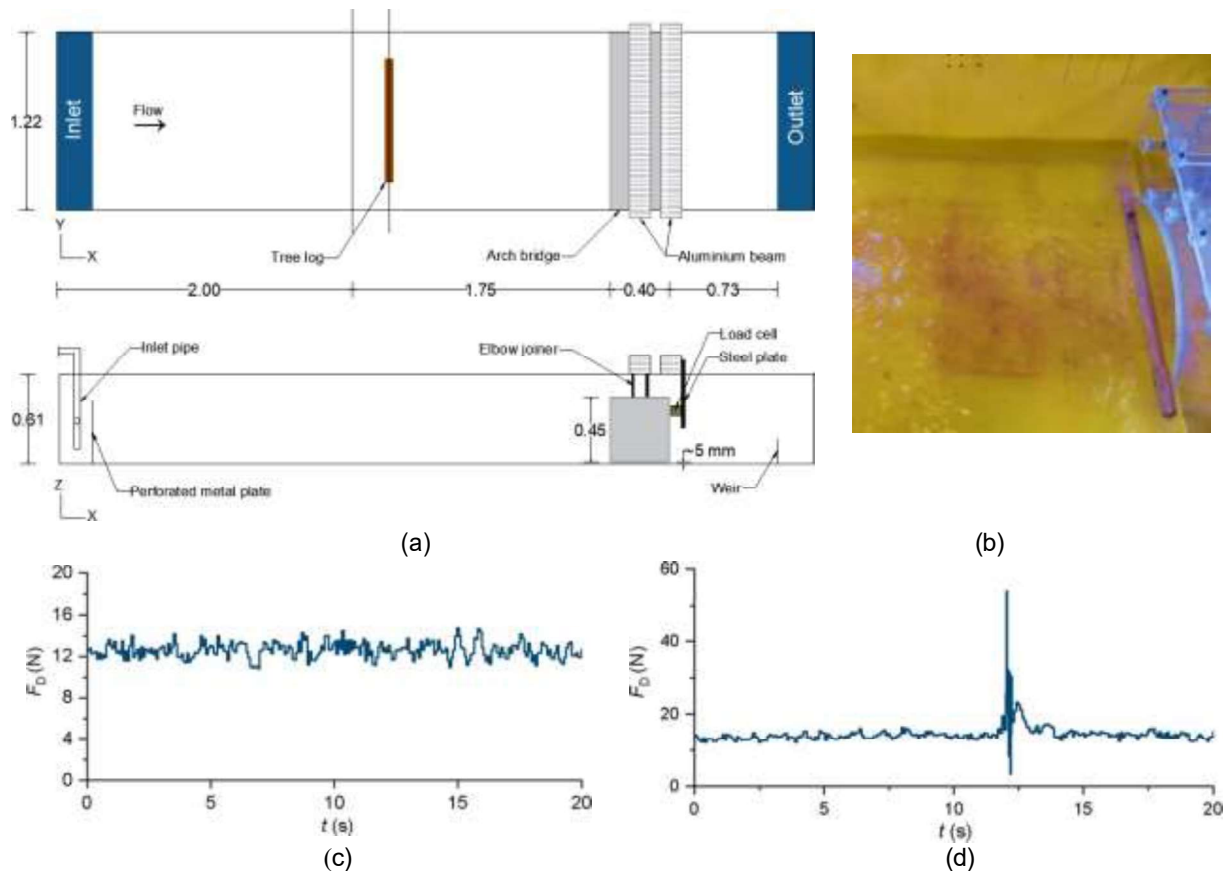 Inlet
1.22
Flow
Outlet
Y
X
Tree log
Arch bridge
Aluminium beam
2.00
1.75
0.40
0.73
Inlet pipe
Elbow joiner
Load cell
Steel plate
0.61
0.45
~5 mm
Z
X
Perforated metal plate
Weir
(a)
(b)
20
16
12
8
4
0
F_D (N)
0 5 10 15 20
t (s)
(c)
60
40
20
0
F_D (N)
0 5 10 15 20
t (s)
(d)